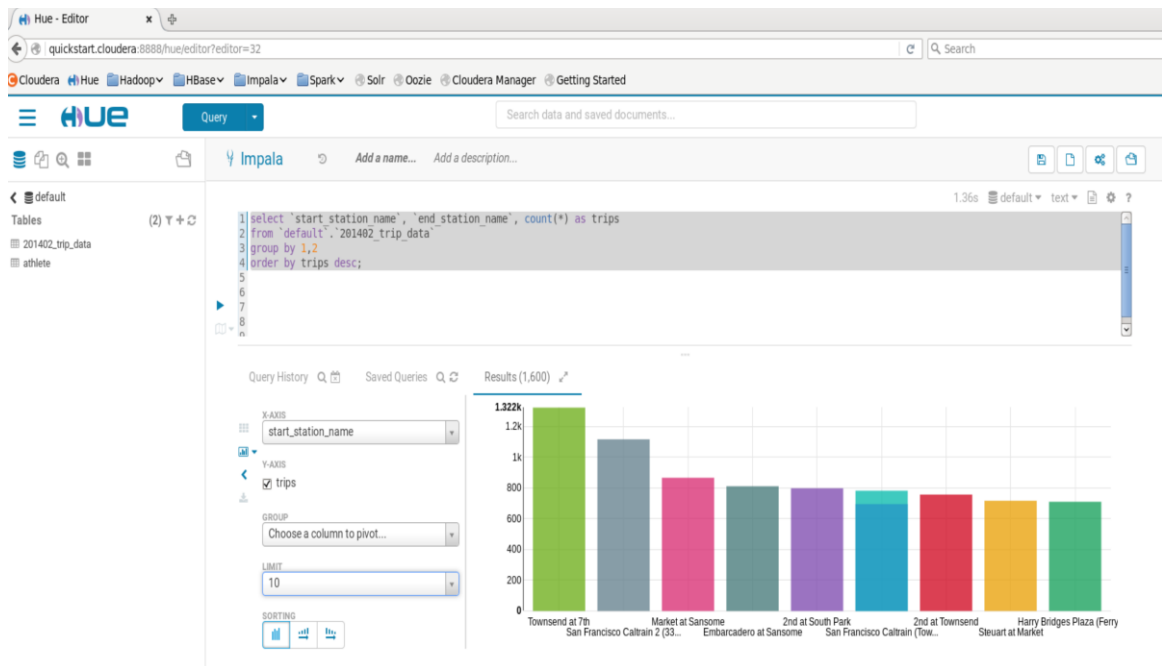 Hue - Editor
quickstart.cloudera:8888/hue/editor?editor=32
Search
Cloudera Hue Hadoop HBase Impala Spark Solr Oozie Cloudera Manager Getting Started
HUE Query Search data and saved documents...
Impala Add a name... Add a description...
default
1.36s default text ?
Tables (2)
201402_trip_data
athlete
1 select `start_station_name`, `end_station_name`, count(*) as trips
2 from `default`.`201402_trip_data`
3 group by 1,2
4 order by trips desc;
5
6
7
8
9
Query History Saved Queries Results (1,600)
X-AXIS
start_station_name
Y-AXIS
trips
GROUP
Choose a column to pivot...
LIMIT
10
SORTING
1.322k
1.2k
1k
800
600
400
200
0
Townsend at 7th Market at Sansome 2nd at South Park 2nd at Townsend Harry Bridges Plaza (Ferry
San Francisco Caltrain 2 (33... Embarcadero at Sansome San Francisco Caltrain (Tow... Steuart at Market